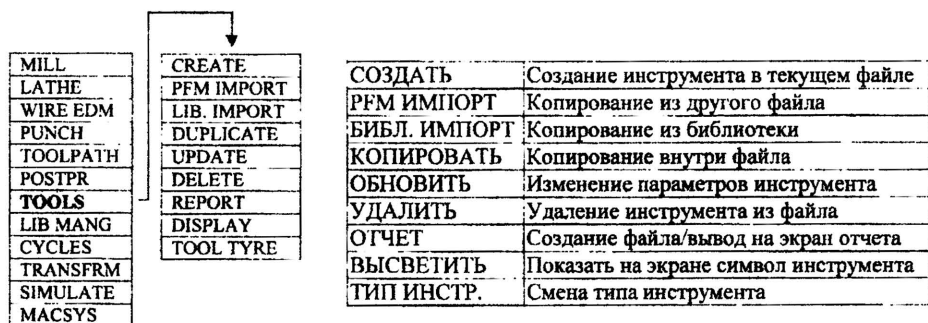 MILL
LATHE
WIRE EDM
PUNCH
TOOLPATH
POSTPR
TOOLS
LIB MANG
CYCLES
TRANSFRM
SIMULATE
MACSYS
CREATE
PFM IMPORT
LIB. IMPORT
DUPLICATE
UPDATE
DELETE
REPORT
DISPLAY
TOOL TYRE
СОЗДАТЬ Создание инструмента в текущем файле
PFM ИМПОРТ Копирование из другого файла
БИБЛ. ИМПОРТ Копирование из библиотеки
КОПИРОВАТЬ Копирование внутри файла
ОБНОВИТЬ Изменение параметров инструмента
УДАЛИТЬ Удаление инструмента из файла
ОТЧЕТ Создание файла/вывод на экран отчета
ВЫСВЕТИТЬ Показать на экране символ инструмента
ТИП ИНСТР. Смена типа инструмента